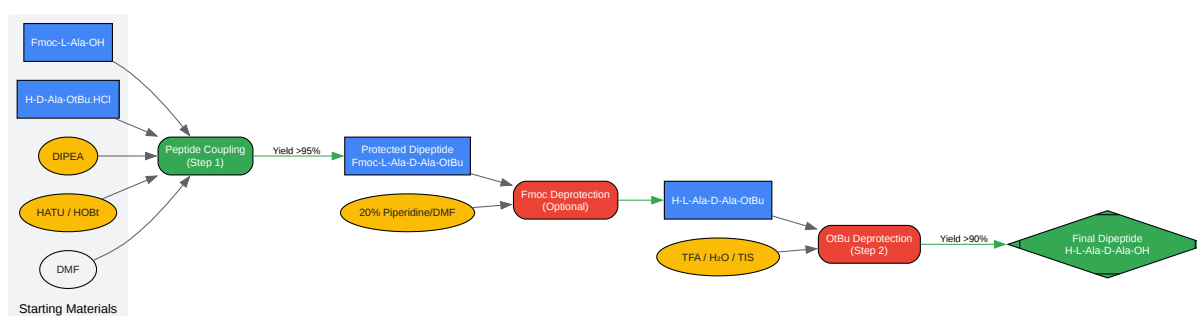 Fmoc-L-Ala-OH
H-D-Ala-OtBu.HCl
DIPEA
HATU / HOBt
DMF
Starting Materials
Peptide Coupling
(Step 1)
Yield >95%
Protected Dipeptide
Fmoc-L-Ala-D-Ala-OtBu
20% Piperidine/DMF
Fmoc Deprotection
(Optional)
H-L-Ala-D-Ala-OtBu
TFA / H₂O / TIS
OtBu Deprotection
(Step 2)
Yield >90%
Final Dipeptide
H-L-Ala-D-Ala-OH